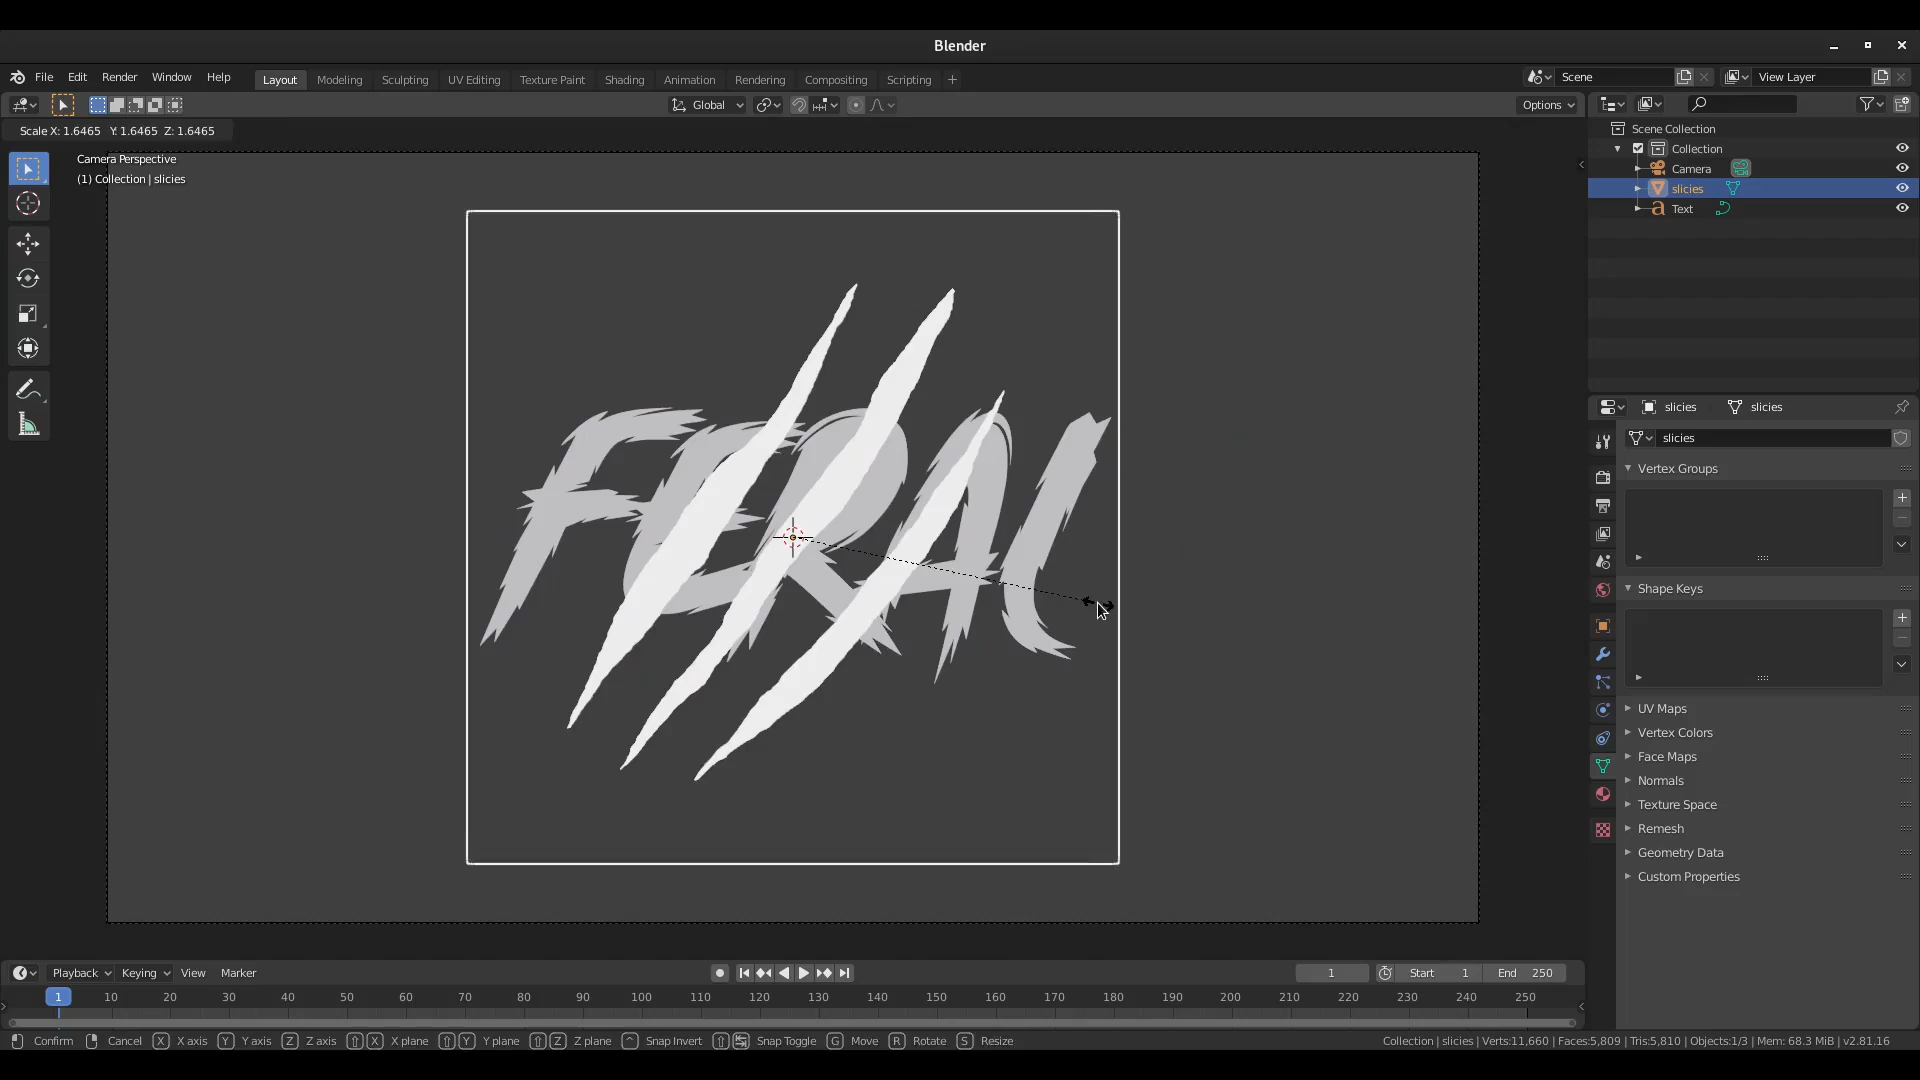 Blender
File Edit Render Window Help Layout Modeling Sculpting UV Editing Texture Paint Shading Animation Rendering Compositing Scripting + Scene View Layer
Global Options
Scale X: 1.6465 Y: 1.6465 Z: 1.6465
Camera Perspective
(1) Collection | slicies
Scene Collection
Collection
Camera
slicies
Text
FERAL
slicies slicies
slicies
Vertex Groups
Shape Keys
UV Maps
Vertex Colors
Face Maps
Normals
Texture Space
Remesh
Geometry Data
Custom Properties
Playback Keying View Marker 1 Start 1 End 250
1 10 20 30 40 50 60 70 80 90 100 110 120 130 140 150 160 170 180 190 200 210 220 230 240 250
Confirm Cancel X X axis Y Y axis Z Z axis X X plane Y Y plane Z Z plane ^ Snap Invert Snap Toggle G Move R Rotate S Resize Collection | slicies | Verts:11,660 | Faces:5,809 | Tris:5,810 | Objects:1/3 | Mem: 68.3 MiB | v2.81.16